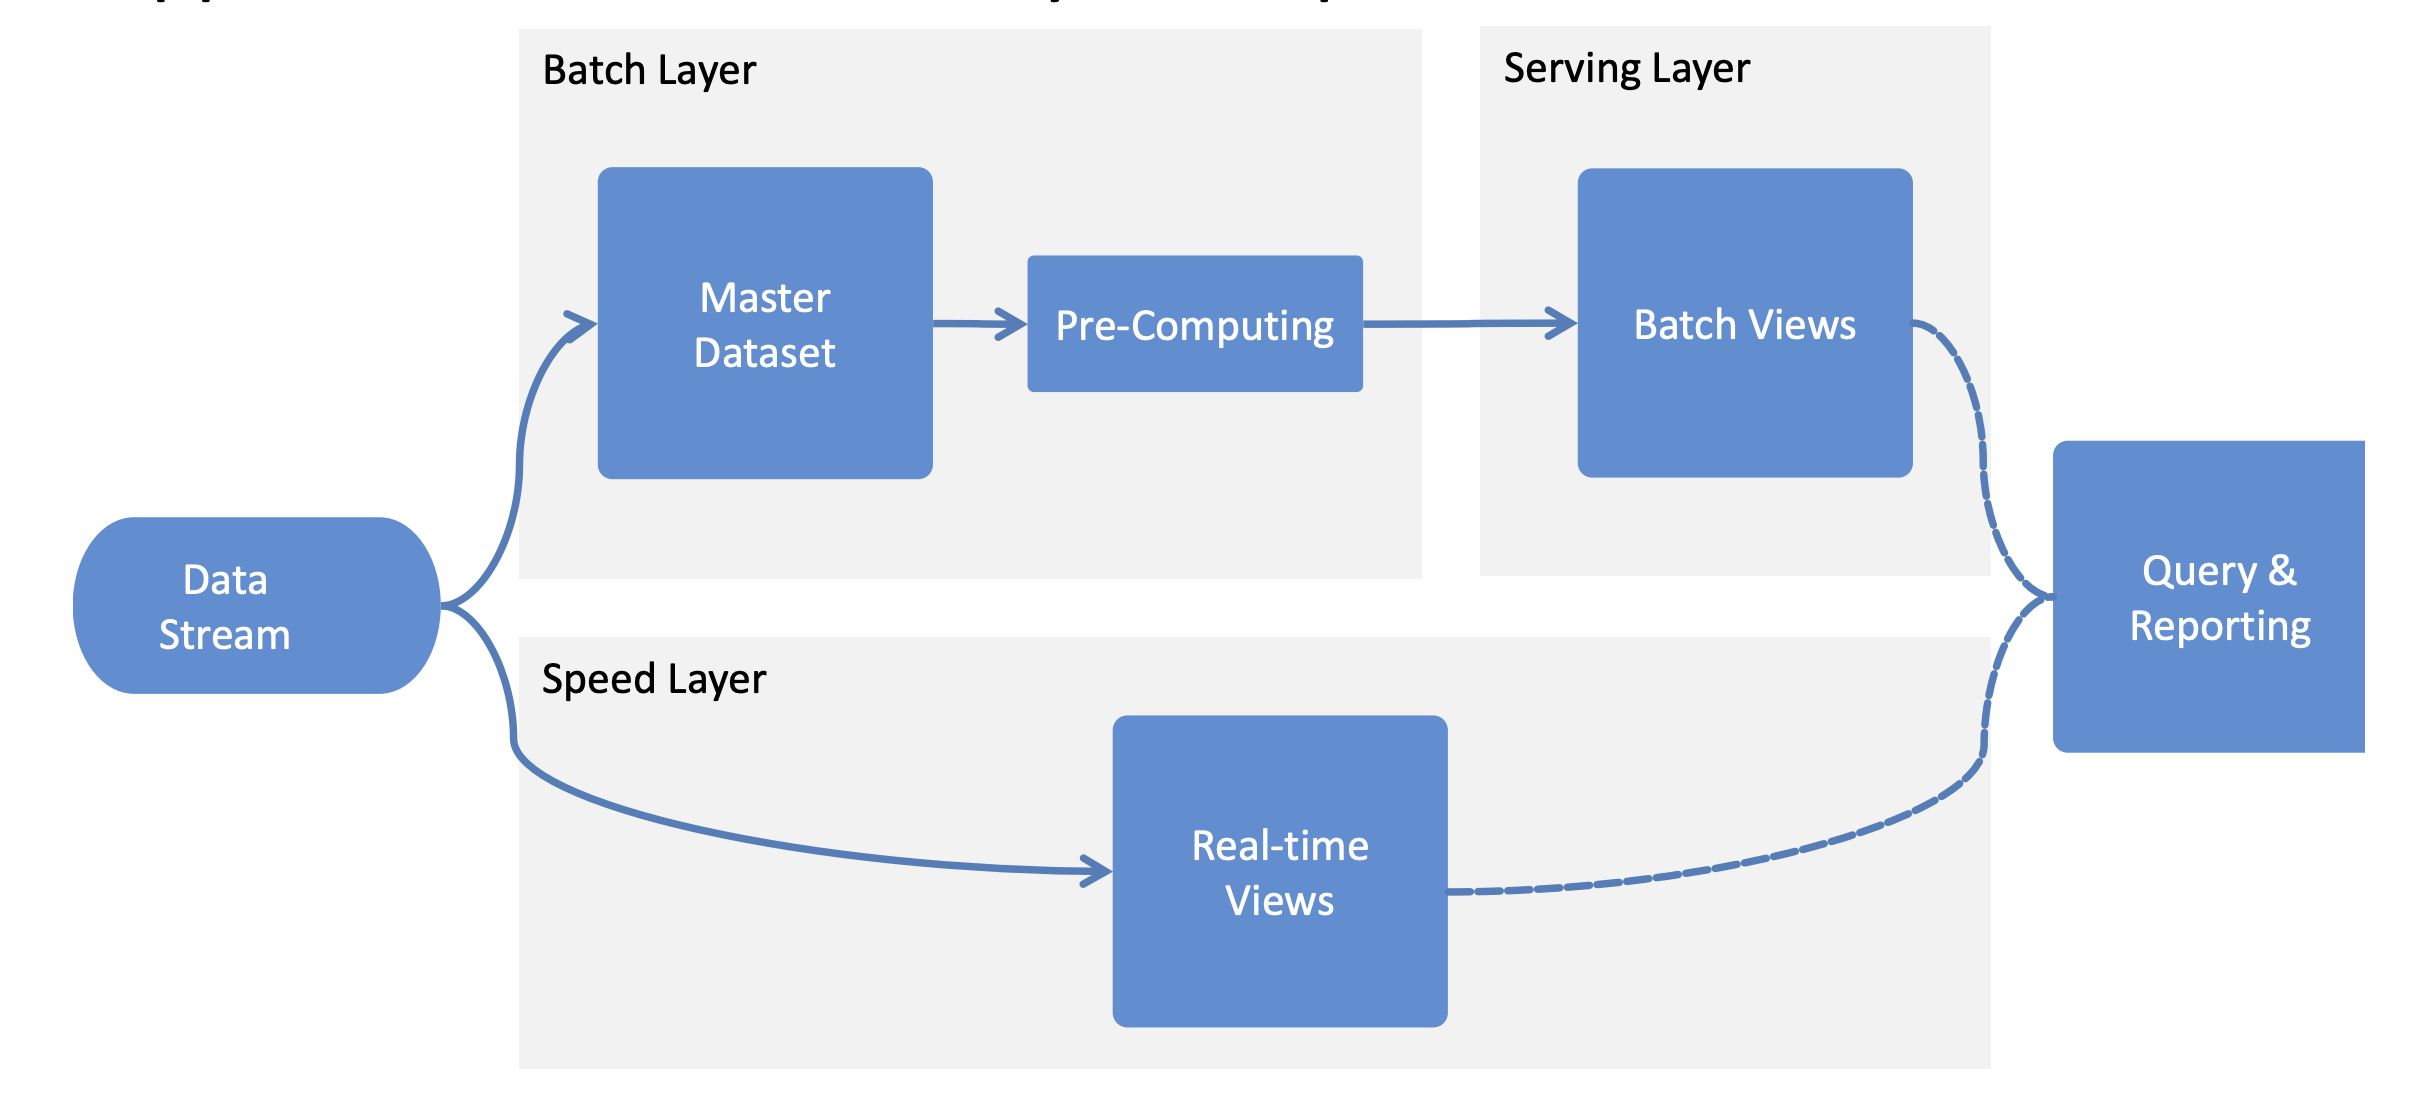 Batch Layer
Serving Layer
Master
Dataset
Pre-Computing
Batch Views
Data
Stream
Query &
Reporting
Speed Layer
Real-time
Views